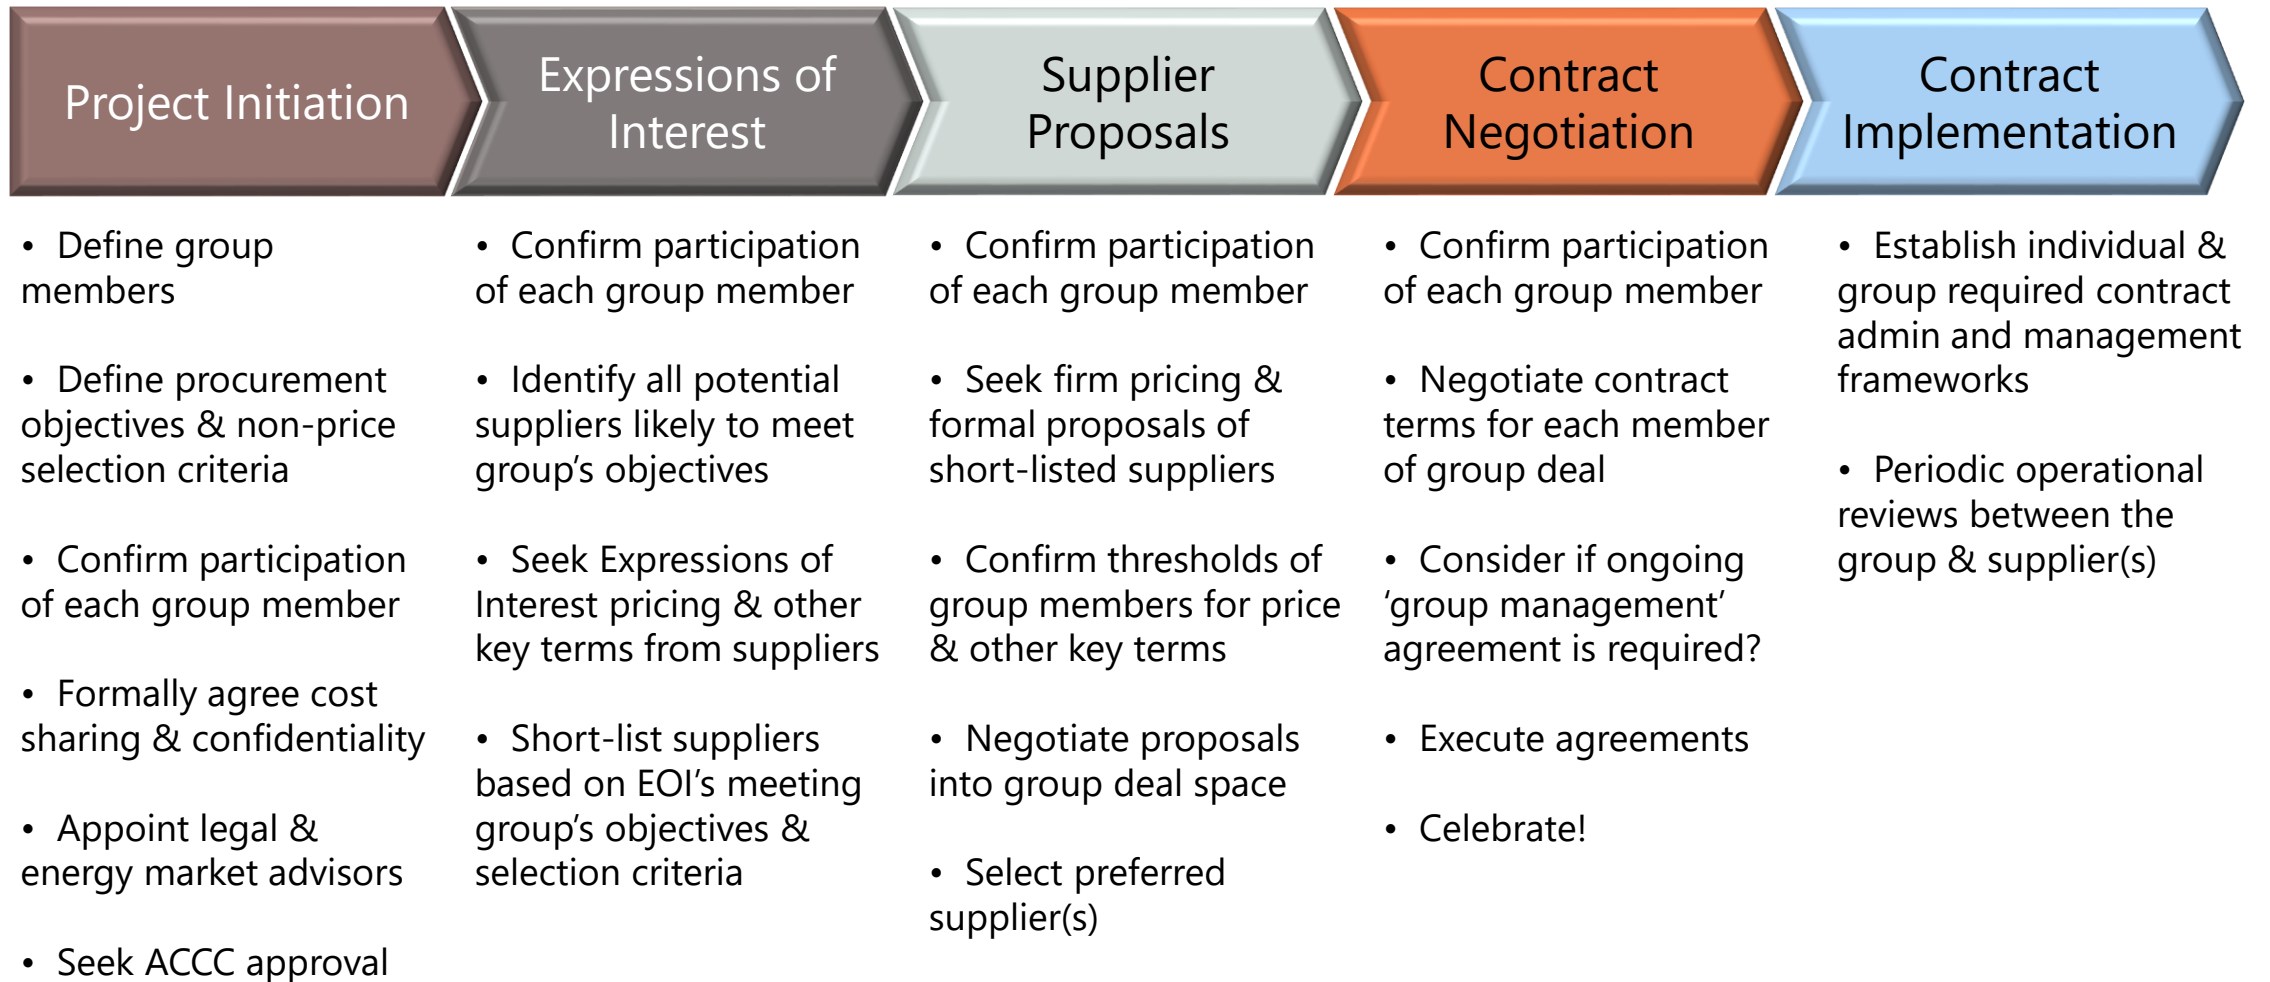 Project Initiation
Expressions of
Interest
Supplier
Proposals
Contract
Negotiation
Contract
Implementation
• Define group
members
• Define procurement
objectives & non-price
selection criteria
• Confirm participation
of each group member
• Formally agree cost
sharing & confidentiality
• Appoint legal &
energy market advisors
• Seek ACCC approval
• Confirm participation
of each group member
• Identify all potential
suppliers likely to meet
group’s objectives
• Seek Expressions of
Interest pricing & other
key terms from suppliers
• Short-list suppliers
based on EOI’s meeting
group’s objectives &
selection criteria
• Confirm participation
of each group member
• Seek firm pricing &
formal proposals of
short-listed suppliers
• Confirm thresholds of
group members for price
& other key terms
• Negotiate proposals
into group deal space
• Select preferred
supplier(s)
• Confirm participation
of each group member
• Negotiate contract
terms for each member
of group deal
• Consider if ongoing
‘group management’
agreement is required?
• Execute agreements
• Celebrate!
• Establish individual &
group required contract
admin and management
frameworks
• Periodic operational
reviews between the
group & supplier(s)